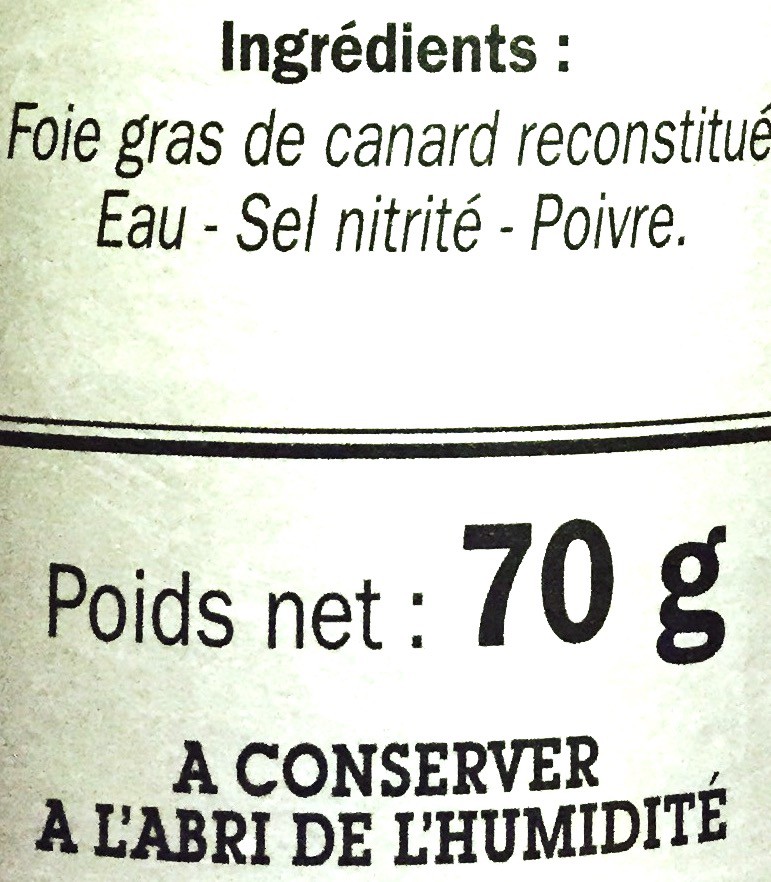 Ingrédients :
Foie gras de canard reconstitué
Eau - Sel nitrité - Poivre.
Poids net : 70 g
A CONSERVER
A L'ABRI DE L'HUMIDITÉ